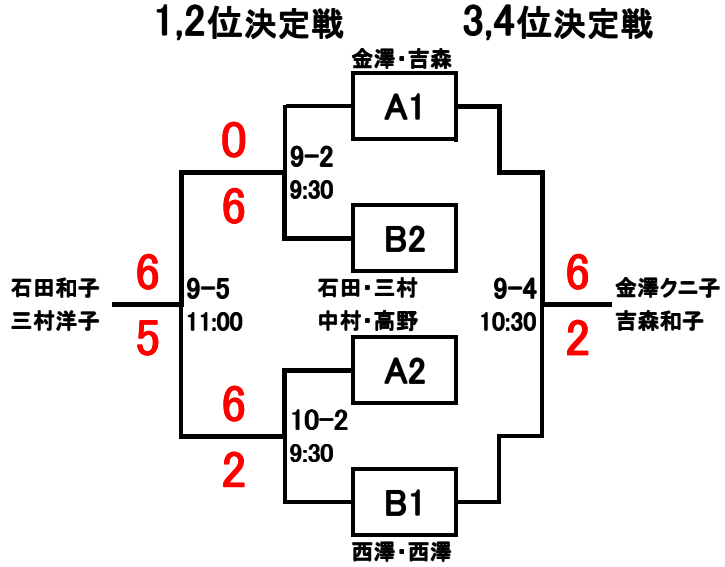 1,2位決定戦
3,4位決定戦
金澤・吉森
A1
0
9-2
6
9:30
B2
6
石田和子
9-5
石田・三村
9-4
6
金澤クニ子
三村洋子
5
11:00
中村・高野
10:30
2
吉森和子
A2
6
10-2
2
9:30
B1
西澤・西澤